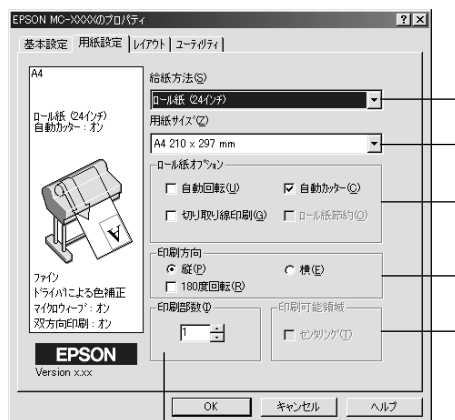 EPSON MC-XXXXのプロパティ
基本設定 用紙設定 レイアウト ユーティリティ
A4
ロール紙 (24インチ)
自動カッター : オン
A
ファイン
ドライバによる色補正
マイクロウィーブ : オン
双方向印刷 : オン
EPSON
Version x.xx
給紙方法(S)
ロール紙 (24インチ)
用紙サイズ(Z)
A4 210 x 297 mm
ロール紙オプション
自動回転(U) 自動カッター(C)
切り取り線印刷(G) ロール紙節約(O)
印刷方向
縦(P) 横(E)
180度回転(R)
印刷部数(I)
1
印刷可能領域
センタリング(T)
OK キャンセル ヘルプ